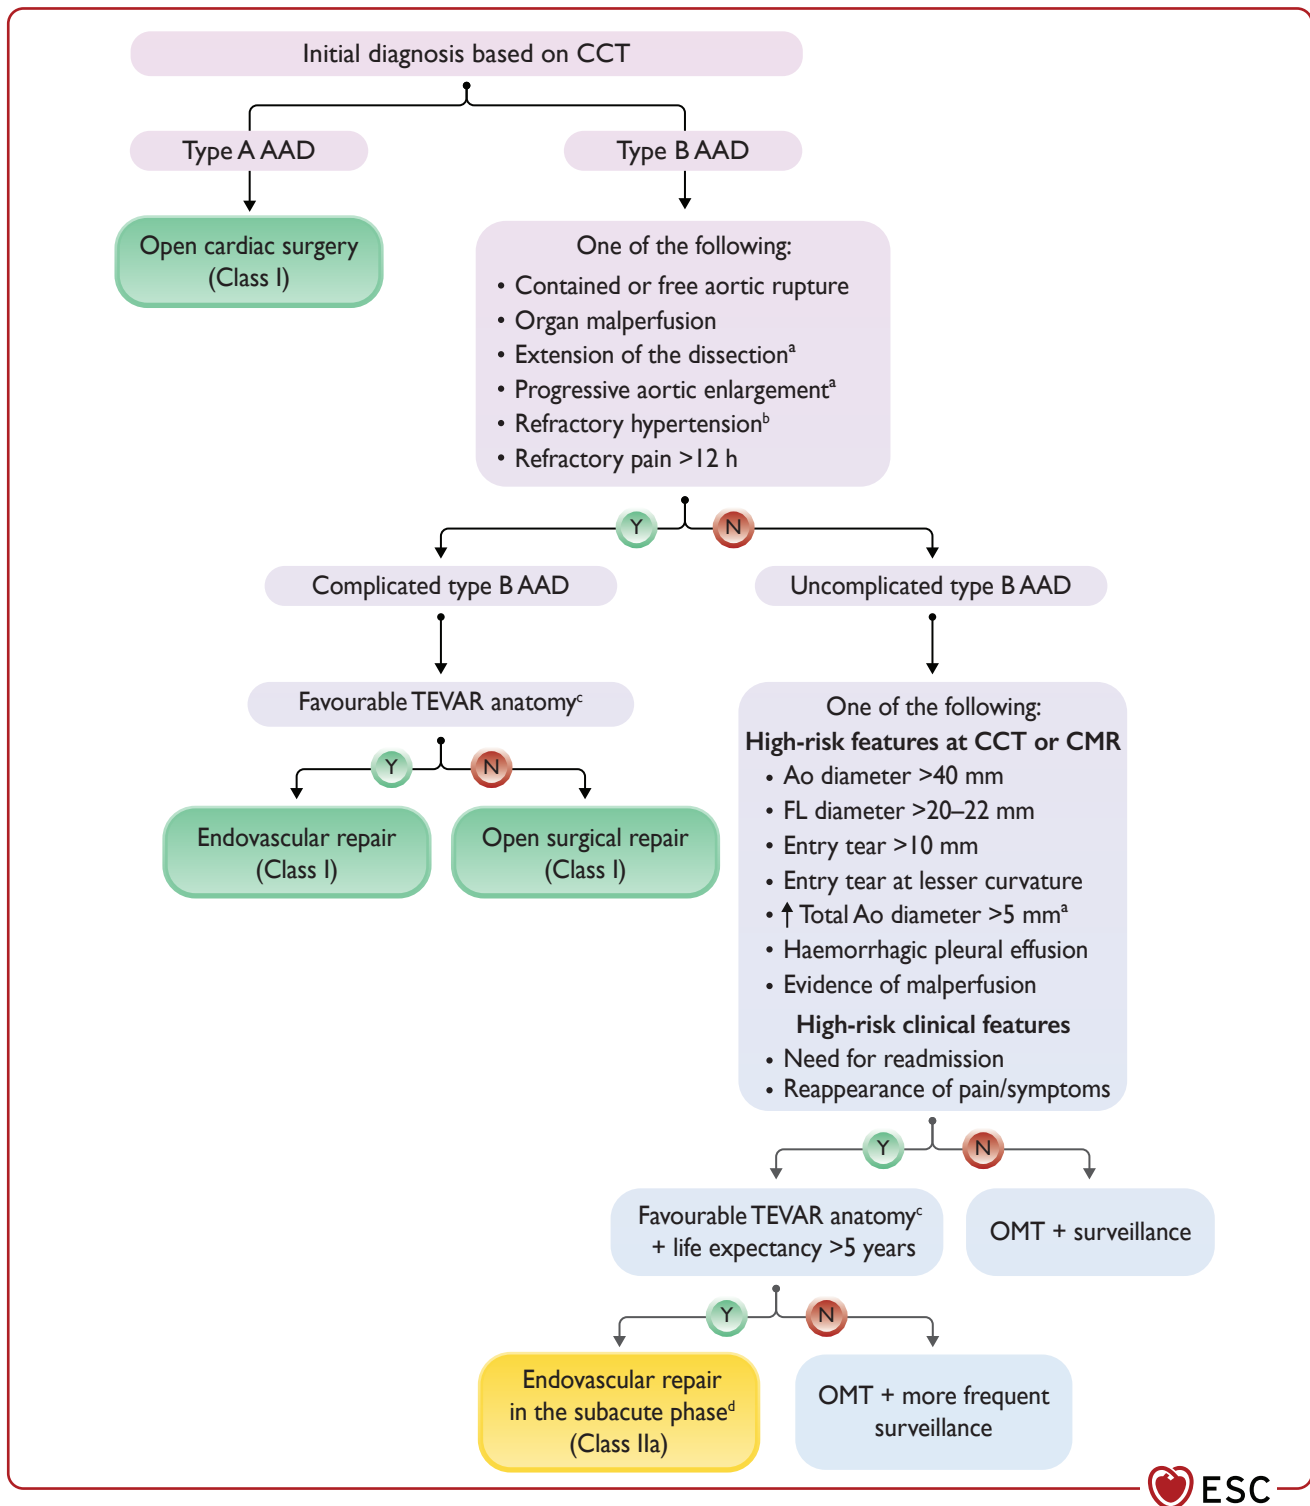 Initial diagnosis based on CCT
Type A AAD
Type B AAD
Open cardiac surgery
(Class I)
One of the following:
• Contained or free aortic rupture
• Organ malperfusion
• Extension of the dissectionᵃ
• Progressive aortic enlargementᵃ
• Refractory hypertensionᵇ
• Refractory pain >12 h
Y
N
Complicated type B AAD
Uncomplicated type B AAD
Favourable TEVAR anatomyᶜ
Y
N
Endovascular repair
(Class I)
Open surgical repair
(Class I)
One of the following:
High-risk features at CCT or CMR
• Ao diameter >40 mm
• FL diameter >20–22 mm
• Entry tear >10 mm
• Entry tear at lesser curvature
• ↑ Total Ao diameter >5 mmᵃ
• Haemorrhagic pleural effusion
• Evidence of malperfusion
High-risk clinical features
• Need for readmission
• Reappearance of pain/symptoms
Y
N
Favourable TEVAR anatomyᶜ
+ life expectancy >5 years
OMT + surveillance
Y
N
Endovascular repair
in the subacute phaseᵈ
(Class IIa)
OMT + more frequent
surveillance
ESC